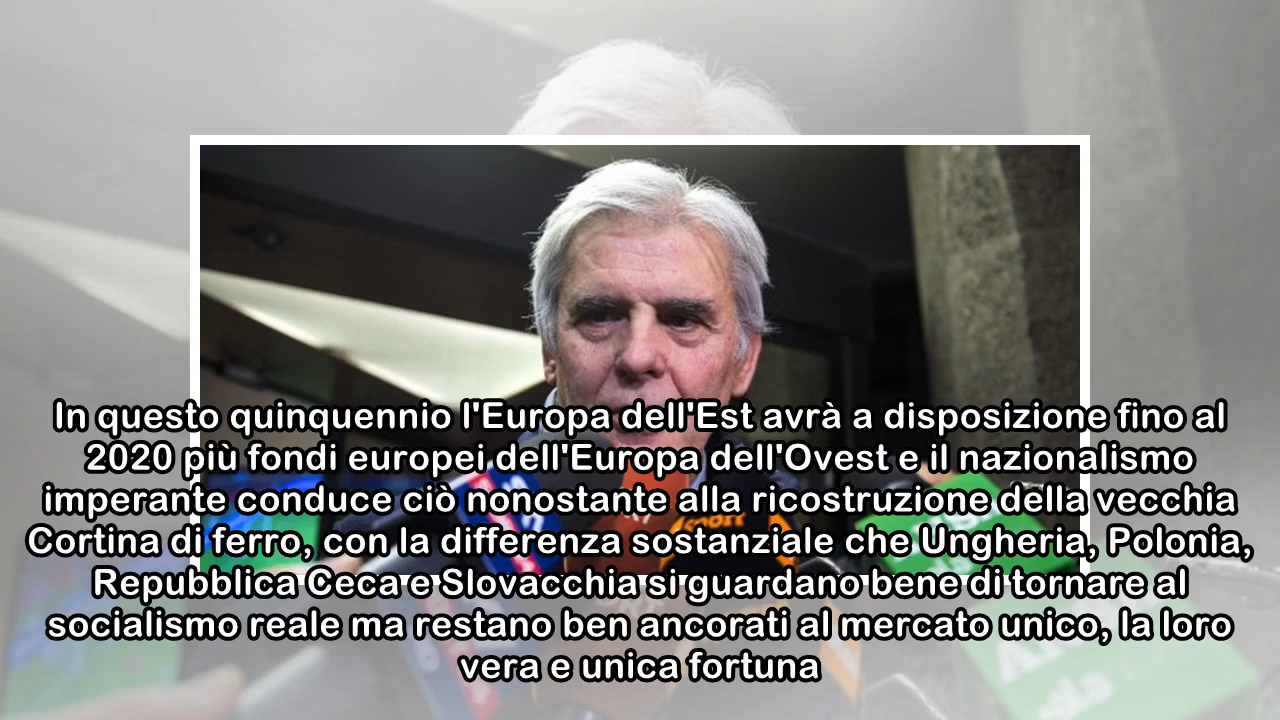 In questo quinquennio l'Europa dell'Est avrà a disposizione fino al
2020 più fondi europei dell'Europa dell'Ovest e il nazionalismo
imperante conduce ciò nonostante alla ricostruzione della vecchia
Cortina di ferro, con la differenza sostanziale che Ungheria, Polonia,
Repubblica Ceca e Slovacchia si guardano bene di tornare al
socialismo reale ma restano ben ancorati al mercato unico, la loro
vera e unica fortuna
sport